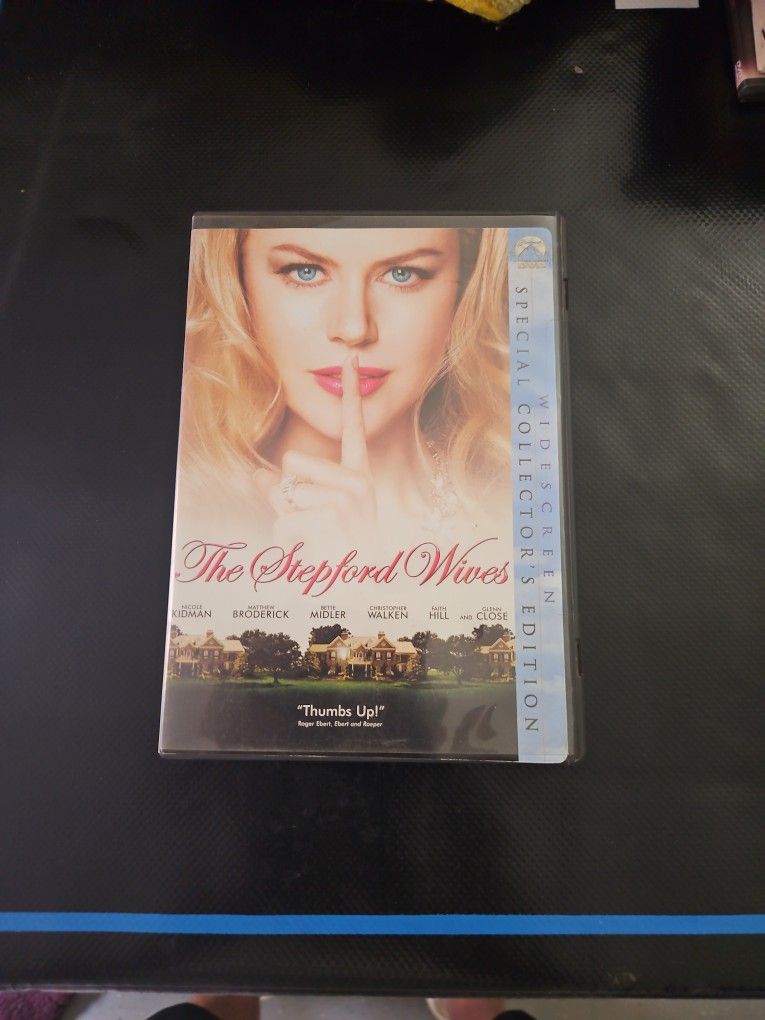 WIDESCREEN
SPECIAL COLLECTOR'S EDITION
The Stepford Wives
NICOLE KIDMAN MATTHEW BRODERICK BETTE MIDLER CHRISTOPHER WALKEN FAITH HILL AND GLENN CLOSE
"Thumbs Up!"
Roger Ebert, Ebert and Roeper